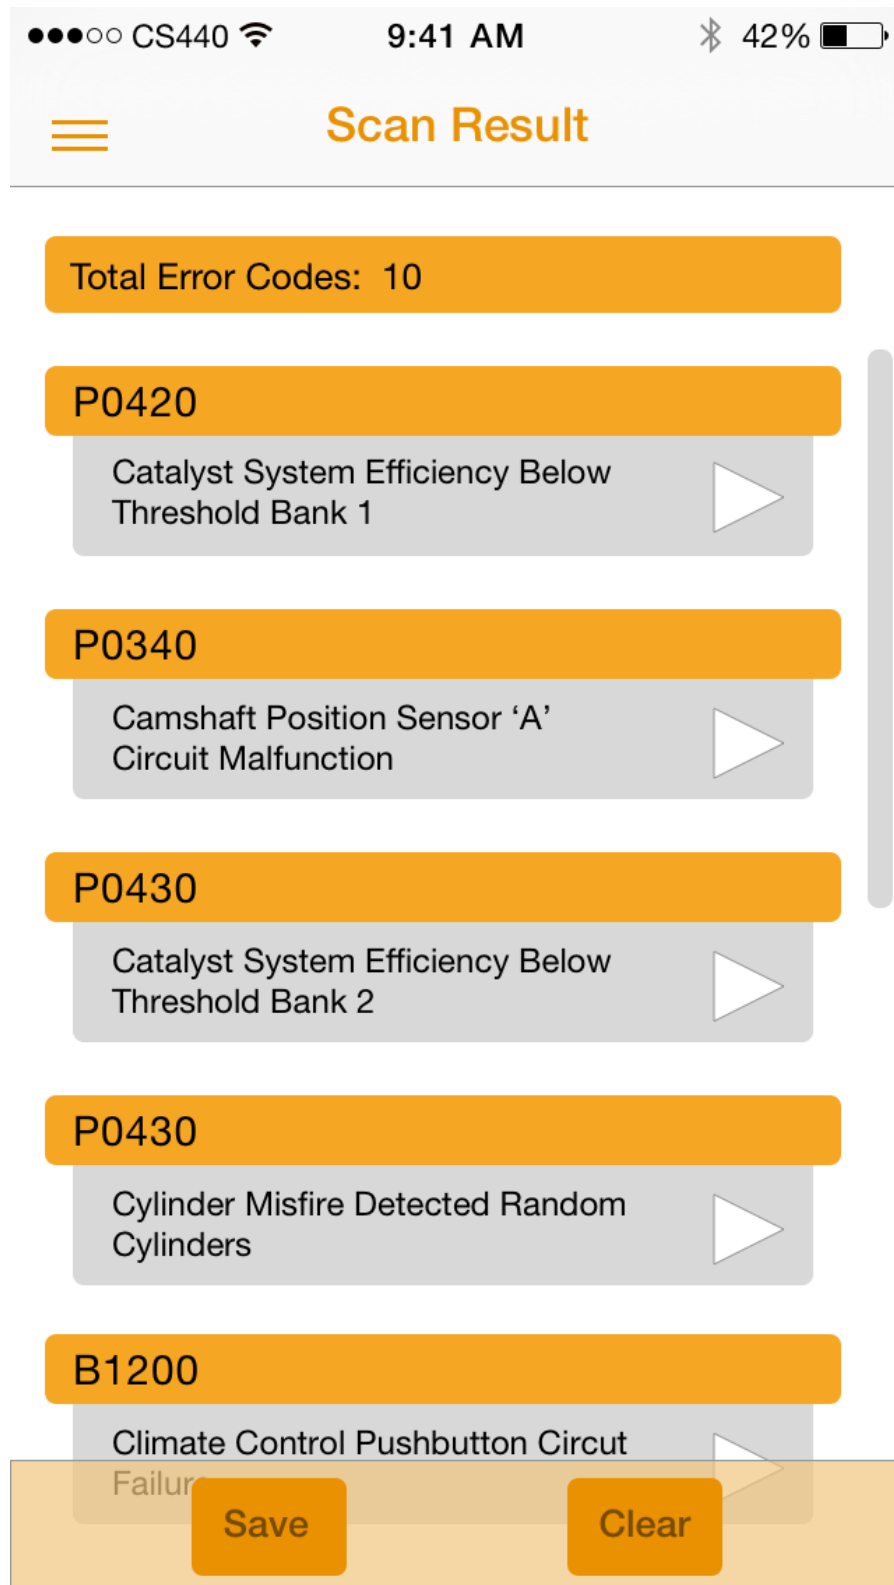 CS440 9:41 AM 42%
Scan Result
Total Error Codes: 10
P0420
Catalyst System Efficiency Below
Threshold Bank 1
P0340
Camshaft Position Sensor ‘A’
Circuit Malfunction
P0430
Catalyst System Efficiency Below
Threshold Bank 2
P0430
Cylinder Misfire Detected Random
Cylinders
B1200
Climate Control Pushbutton Circut
Failure
Save Clear